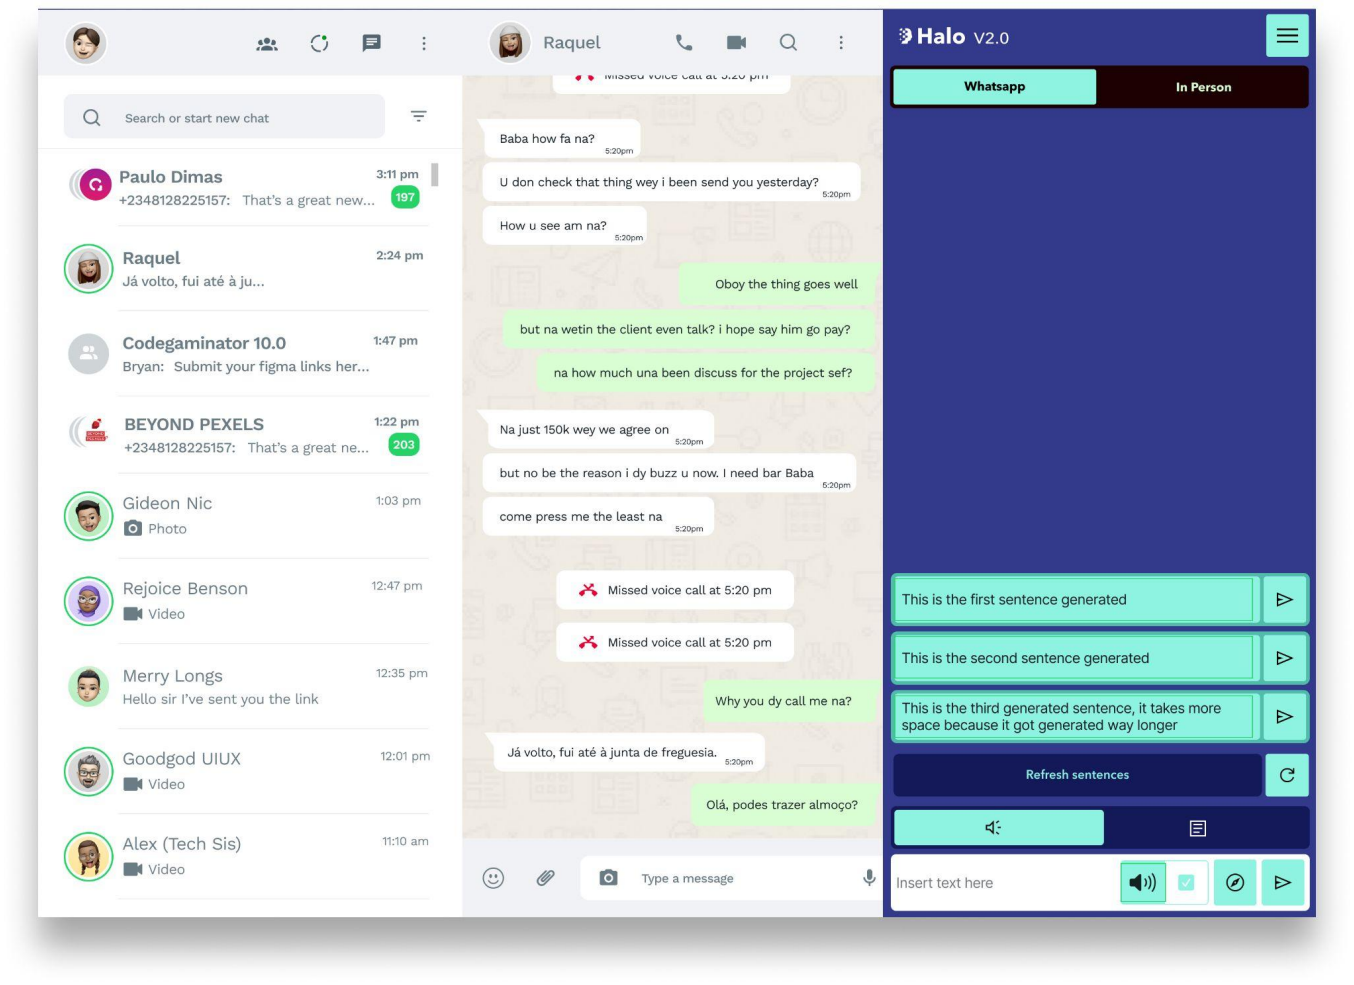 Search or start new chat
Paulo Dimas
3:11 pm
+2348128225157: That's a great new...
197
Raquel
2:24 pm
Já volto, fui até à ju...
Codegaminator 10.0
1:47 pm
Bryan: Submit your figma links her...
BEYOND PEXELS
1:22 pm
+2348128225157: That's a great ne...
203
Gideon Nic
1:03 pm
Photo
Rejoice Benson
12:47 pm
Video
Merry Longs
12:35 pm
Hello sir I've sent you the link
Goodgod UIUX
12:01 pm
Video
Alex (Tech Sis)
11:10 am
Video
Raquel
Missed voice call at 5:20 pm
Baba how fa na?
5:20pm
U don check that thing wey i been send you yesterday?
5:20pm
How u see am na?
5:20pm
Oboy the thing goes well
but na wetin the client even talk? i hope say him go pay?
na how much una been discuss for the project sef?
Na just 150k wey we agree on
5:20pm
but no be the reason i dy buzz u now. I need bar Baba
5:20pm
come press me the least na
5:20pm
Missed voice call at 5:20 pm
Missed voice call at 5:20 pm
Why you dy call me na?
Já volto, fui até à junta de freguesia.
5:20pm
Olá, podes trazer almoço?
Type a message
Halo V2.0
Whatsapp
In Person
This is the first sentence generated
This is the second sentence generated
This is the third generated sentence, it takes more
space because it got generated way longer
Refresh sentences
Insert text here